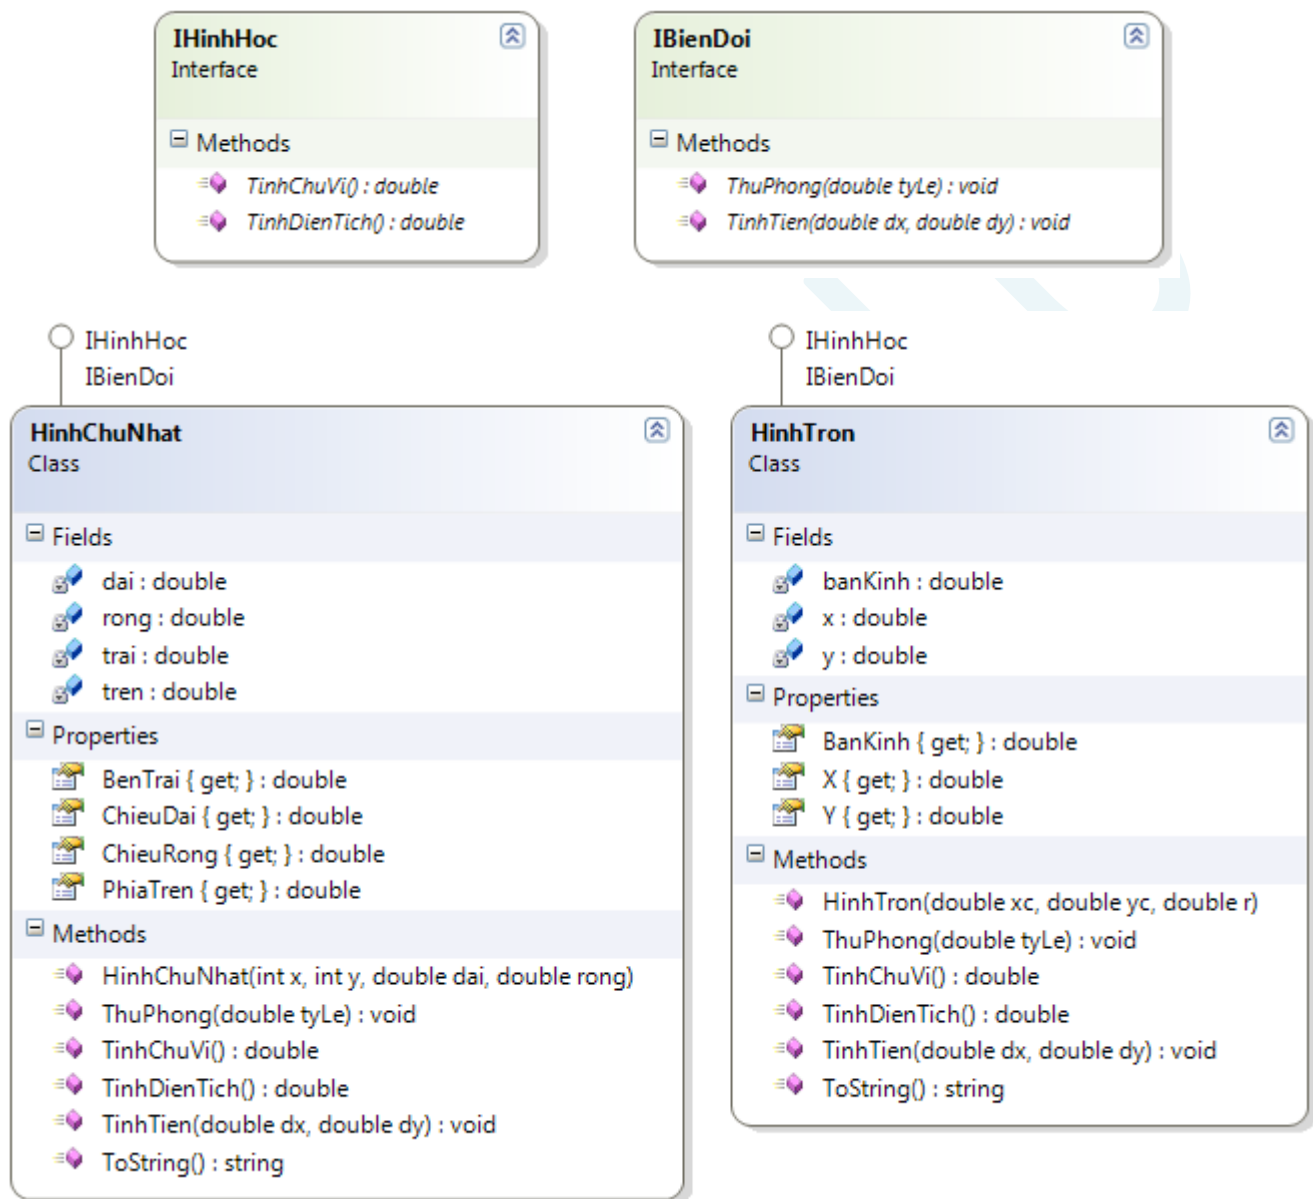 IHinhHoc
Interface
Methods
TinhChuVi() : double
TinhDienTich() : double
IBienDoi
Interface
Methods
ThuPhong(double tyLe) : void
TinhTien(double dx, double dy) : void
IHinhHoc
IBienDoi
HinhChuNhat
Class
Fields
dai : double
rong : double
trai : double
tren : double
Properties
BenTrai { get; } : double
ChieuDai { get; } : double
ChieuRong { get; } : double
PhiaTren { get; } : double
Methods
HinhChuNhat(int x, int y, double dai, double rong)
ThuPhong(double tyLe) : void
TinhChuVi() : double
TinhDienTich() : double
TinhTien(double dx, double dy) : void
ToString() : string
IHinhHoc
IBienDoi
HinhTron
Class
Fields
banKinh : double
x : double
y : double
Properties
BanKinh { get; } : double
X { get; } : double
Y { get; } : double
Methods
HinhTron(double xc, double yc, double r)
ThuPhong(double tyLe) : void
TinhChuVi() : double
TinhDienTich() : double
TinhTien(double dx, double dy) : void
ToString() : string